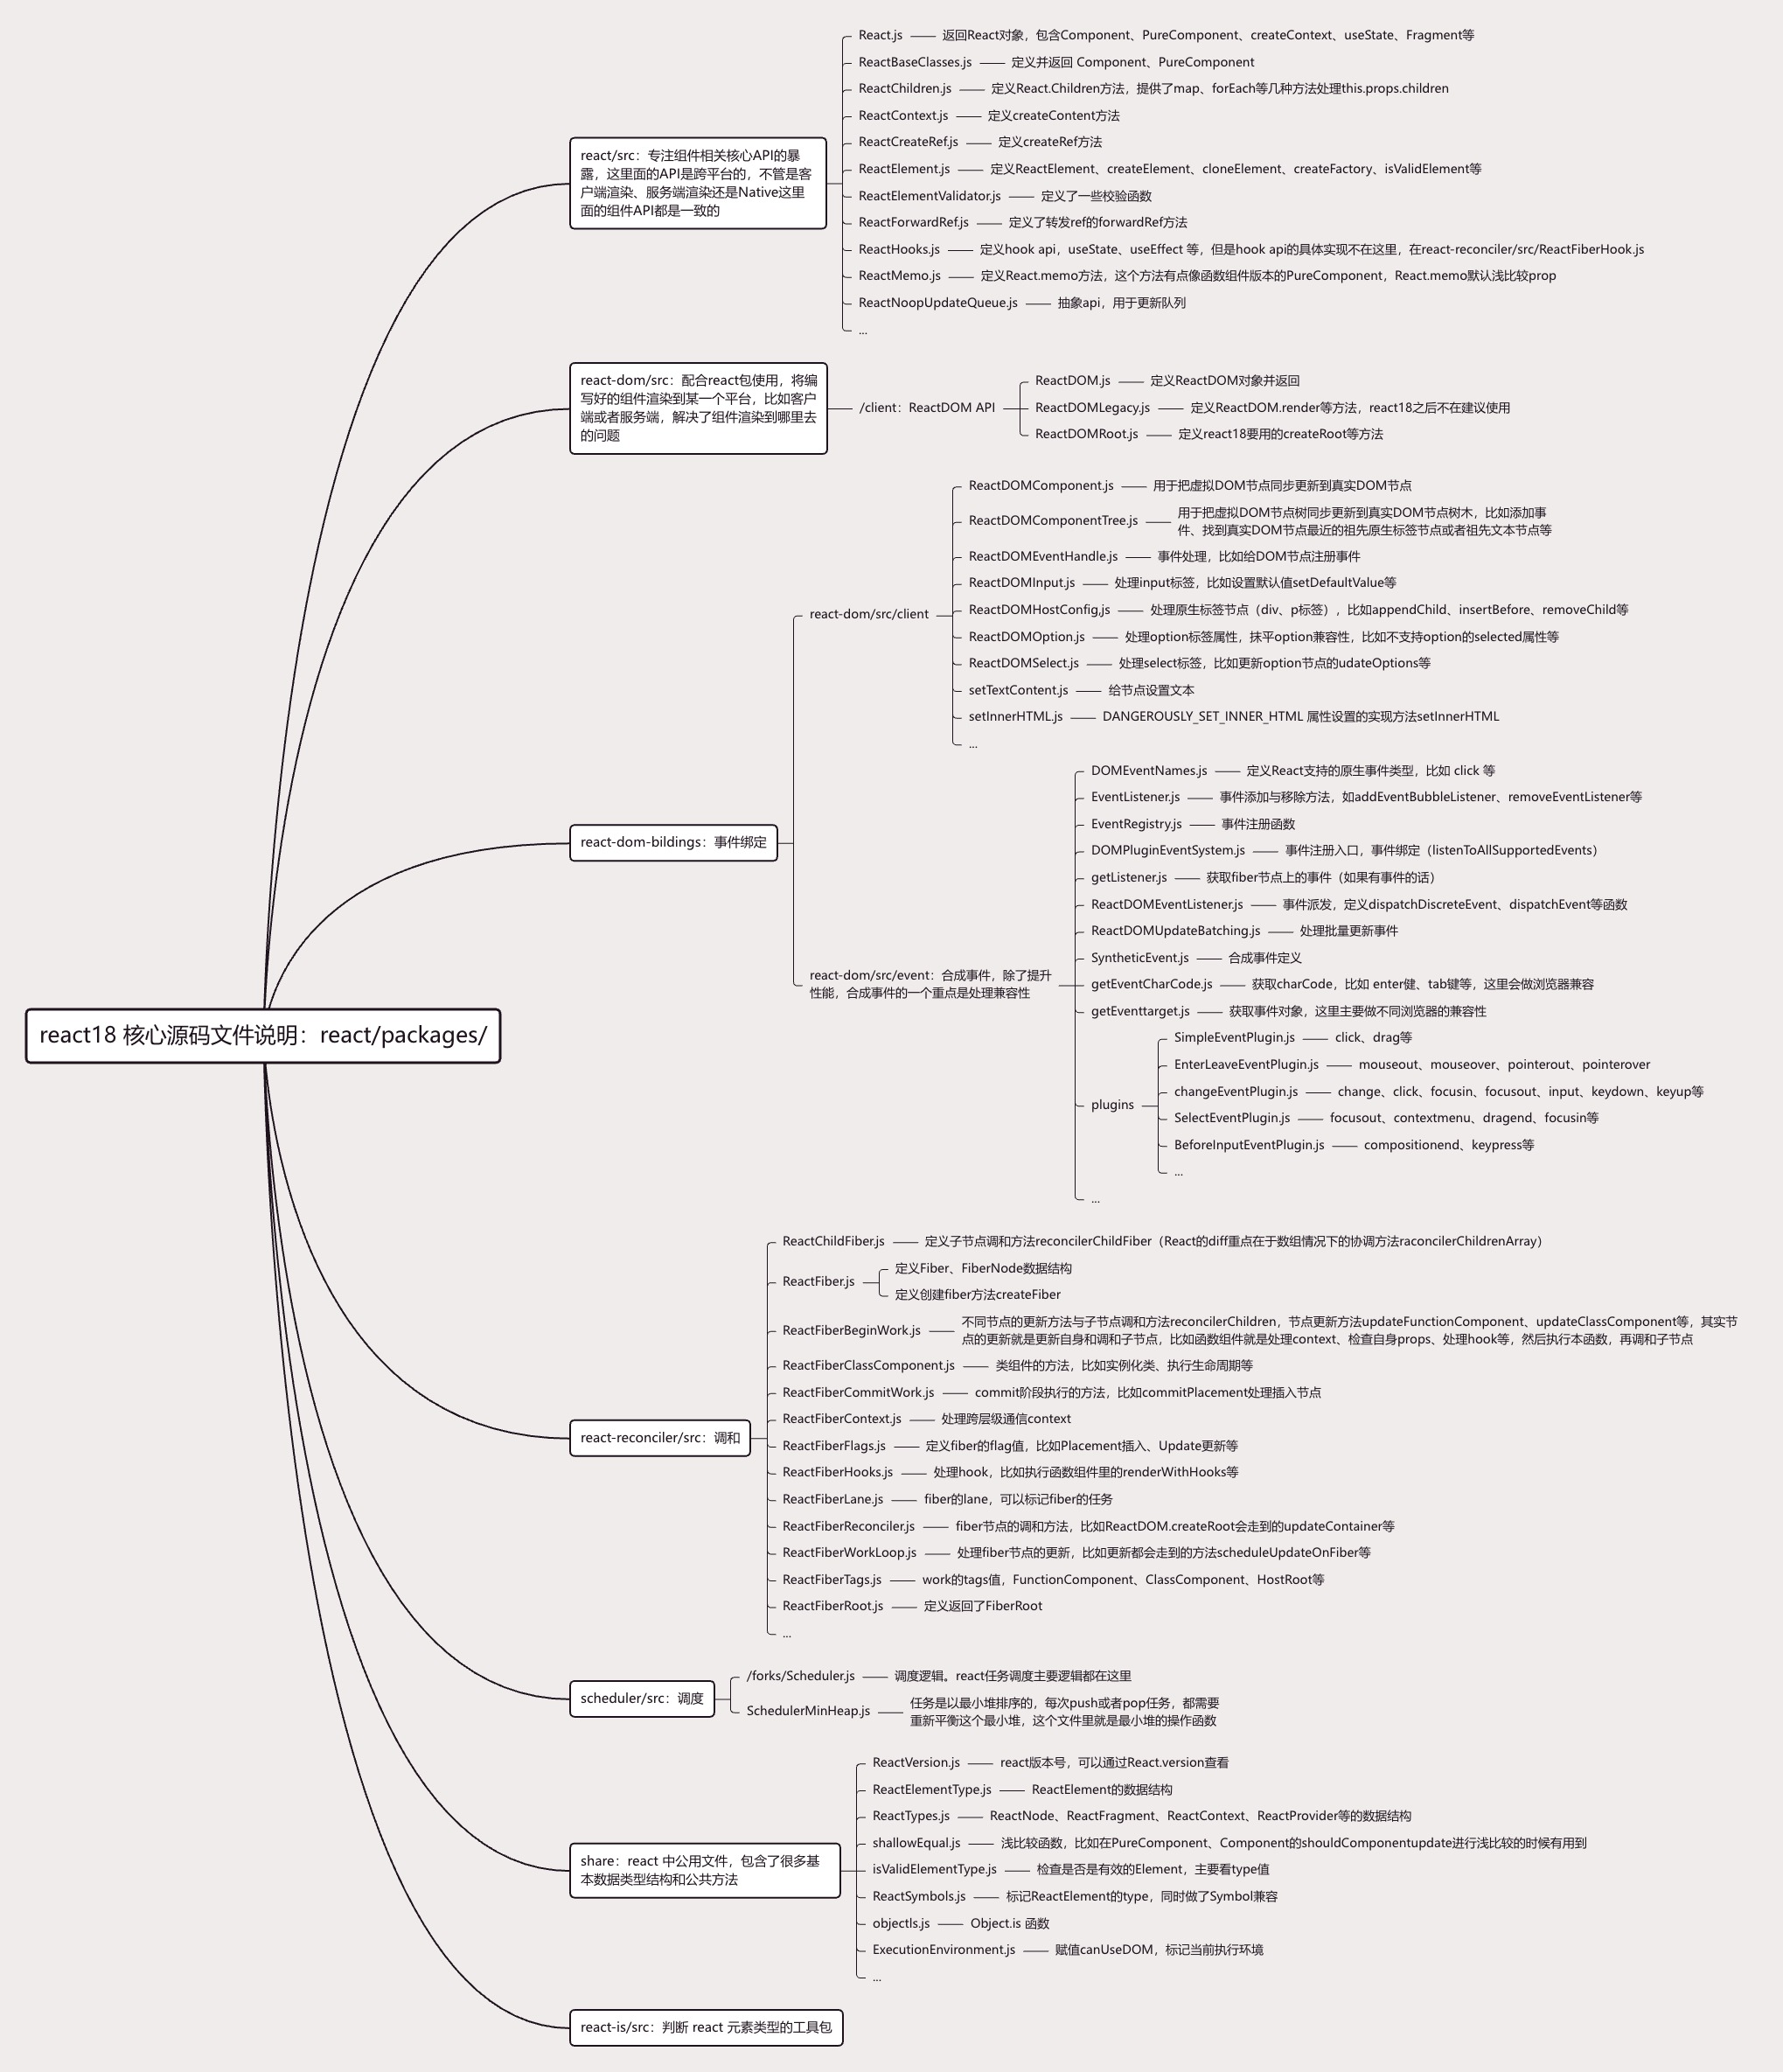 react18 核心源码文件说明：react/packages/
react/src：专注组件相关核心API的暴
露，这里面的API是跨平台的，不管是客
户端渲染、服务端渲染还是Native这里
面的组件API都是一致的
React.js
返回React对象，包含Component、PureComponent、createContext、useState、Fragment等
ReactBaseClasses.js
定义并返回 Component、PureComponent
ReactChildren.js
定义React.Children方法，提供了map、forEach等几种方法处理this.props.children
ReactContext.js
定义createContent方法
ReactCreateRef.js
定义createRef方法
ReactElement.js
定义ReactElement、createElement、cloneElement、createFactory、isValidElement等
ReactElementValidator.js
定义了一些校验函数
ReactForwardRef.js
定义了转发ref的forwardRef方法
ReactHooks.js
定义hook api，useState、useEffect 等，但是hook api的具体实现不在这里，在react-reconciler/src/ReactFiberHook.js
ReactMemo.js
定义React.memo方法，这个方法有点像函数组件版本的PureComponent，React.memo默认浅比较prop
ReactNoopUpdateQueue.js
抽象api，用于更新队列
...
react-dom/src：配合react包使用，将编
写好的组件渲染到某一个平台，比如客户
端或者服务端，解决了组件渲染到哪里去
的问题
/client：ReactDOM API
ReactDOM.js
定义ReactDOM对象并返回
ReactDOMLegacy.js
定义ReactDOM.render等方法，react18之后不在建议使用
ReactDOMRoot.js
定义react18要用的createRoot等方法
react-dom-bildings：事件绑定
react-dom/src/client
ReactDOMComponent.js
用于把虚拟DOM节点同步更新到真实DOM节点
ReactDOMComponentTree.js
用于把虚拟DOM节点树同步更新到真实DOM节点树木，比如添加事
件、找到真实DOM节点最近的祖先原生标签节点或者祖先文本节点等
ReactDOMEventHandle.js
事件处理，比如给DOM节点注册事件
ReactDOMInput.js
处理input标签，比如设置默认值setDefaultValue等
ReactDOMHostConfig,js
处理原生标签节点（div、p标签），比如appendChild、insertBefore、removeChild等
ReactDOMOption.js
处理option标签属性，抹平option兼容性，比如不支持option的selected属性等
ReactDOMSelect.js
处理select标签，比如更新option节点的udateOptions等
setTextContent.js
给节点设置文本
setInnerHTML.js
DANGEROUSLY_SET_INNER_HTML 属性设置的实现方法setInnerHTML
...
react-dom/src/event：合成事件，除了提升
性能，合成事件的一个重点是处理兼容性
DOMEventNames.js
定义React支持的原生事件类型，比如 click 等
EventListener.js
事件添加与移除方法，如addEventBubbleListener、removeEventListener等
EventRegistry.js
事件注册函数
DOMPluginEventSystem.js
事件注册入口，事件绑定（listenToAllSupportedEvents）
getListener.js
获取fiber节点上的事件（如果有事件的话）
ReactDOMEventListener.js
事件派发，定义dispatchDiscreteEvent、dispatchEvent等函数
ReactDOMUpdateBatching.js
处理批量更新事件
SyntheticEvent.js
合成事件定义
getEventCharCode.js
获取charCode，比如 enter健、tab键等，这里会做浏览器兼容
getEventtarget.js
获取事件对象，这里主要做不同浏览器的兼容性
plugins
SimpleEventPlugin.js
click、drag等
EnterLeaveEventPlugin.js
mouseout、mouseover、pointerout、pointerover
changeEventPlugin.js
change、click、focusin、focusout、input、keydown、keyup等
SelectEventPlugin.js
focusout、contextmenu、dragend、focusin等
BeforeInputEventPlugin.js
compositionend、keypress等
...
...
react-reconciler/src：调和
ReactChildFiber.js
定义子节点调和方法reconcilerChildFiber（React的diff重点在于数组情况下的协调方法raconcilerChildrenArray）
ReactFiber.js
定义Fiber、FiberNode数据结构
定义创建fiber方法createFiber
ReactFiberBeginWork.js
不同节点的更新方法与子节点调和方法reconcilerChildren，节点更新方法updateFunctionComponent、updateClassComponent等，其实节
点的更新就是更新自身和调和子节点，比如函数组件就是处理context、检查自身props、处理hook等，然后执行本函数，再调和子节点
ReactFiberClassComponent.js
类组件的方法，比如实例化类、执行生命周期等
ReactFiberCommitWork.js
commit阶段执行的方法，比如commitPlacement处理插入节点
ReactFiberContext.js
处理跨层级通信context
ReactFiberFlags.js
定义fiber的flag值，比如Placement插入、Update更新等
ReactFiberHooks.js
处理hook，比如执行函数组件里的renderWithHooks等
ReactFiberLane.js
fiber的lane，可以标记fiber的任务
ReactFiberReconciler.js
fiber节点的调和方法，比如ReactDOM.createRoot会走到的updateContainer等
ReactFiberWorkLoop.js
处理fiber节点的更新，比如更新都会走到的方法scheduleUpdateOnFiber等
ReactFiberTags.js
work的tags值，FunctionComponent、ClassComponent、HostRoot等
ReactFiberRoot.js
定义返回了FiberRoot
...
scheduler/src：调度
/forks/Scheduler.js
调度逻辑。react任务调度主要逻辑都在这里
SchedulerMinHeap.js
任务是以最小堆排序的，每次push或者pop任务，都需要
重新平衡这个最小堆，这个文件里就是最小堆的操作函数
share：react 中公用文件，包含了很多基
本数据类型结构和公共方法
ReactVersion.js
react版本号，可以通过React.version查看
ReactElementType.js
ReactElement的数据结构
ReactTypes.js
ReactNode、ReactFragment、ReactContext、ReactProvider等的数据结构
shallowEqual.js
浅比较函数，比如在PureComponent、Component的shouldComponentupdate进行浅比较的时候有用到
isValidElementType.js
检查是否是有效的Element，主要看type值
ReactSymbols.js
标记ReactElement的type，同时做了Symbol兼容
objectIs.js
Object.is 函数
ExecutionEnvironment.js
赋值canUseDOM，标记当前执行环境
...
react-is/src：判断 react 元素类型的工具包